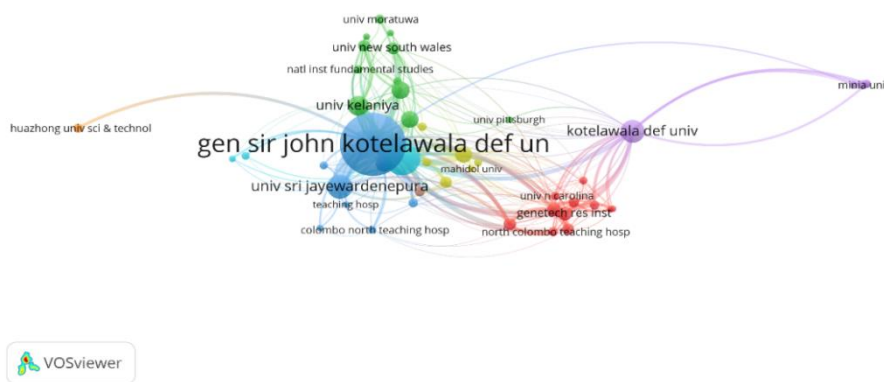 univ moratuwa
univ new south wales
natl inst fundamental studies
minia uni
univ kelaniya
univ pittsburgh
huazhong univ sci & technol
kotelawala def univ
gen sir john kotelawala def un
mahidol univ
univ sri jayewardenepura
univ n carolina
teaching hosp
genetech res inst
colombo north teaching hosp
north colombo teaching hosp
VOSviewer